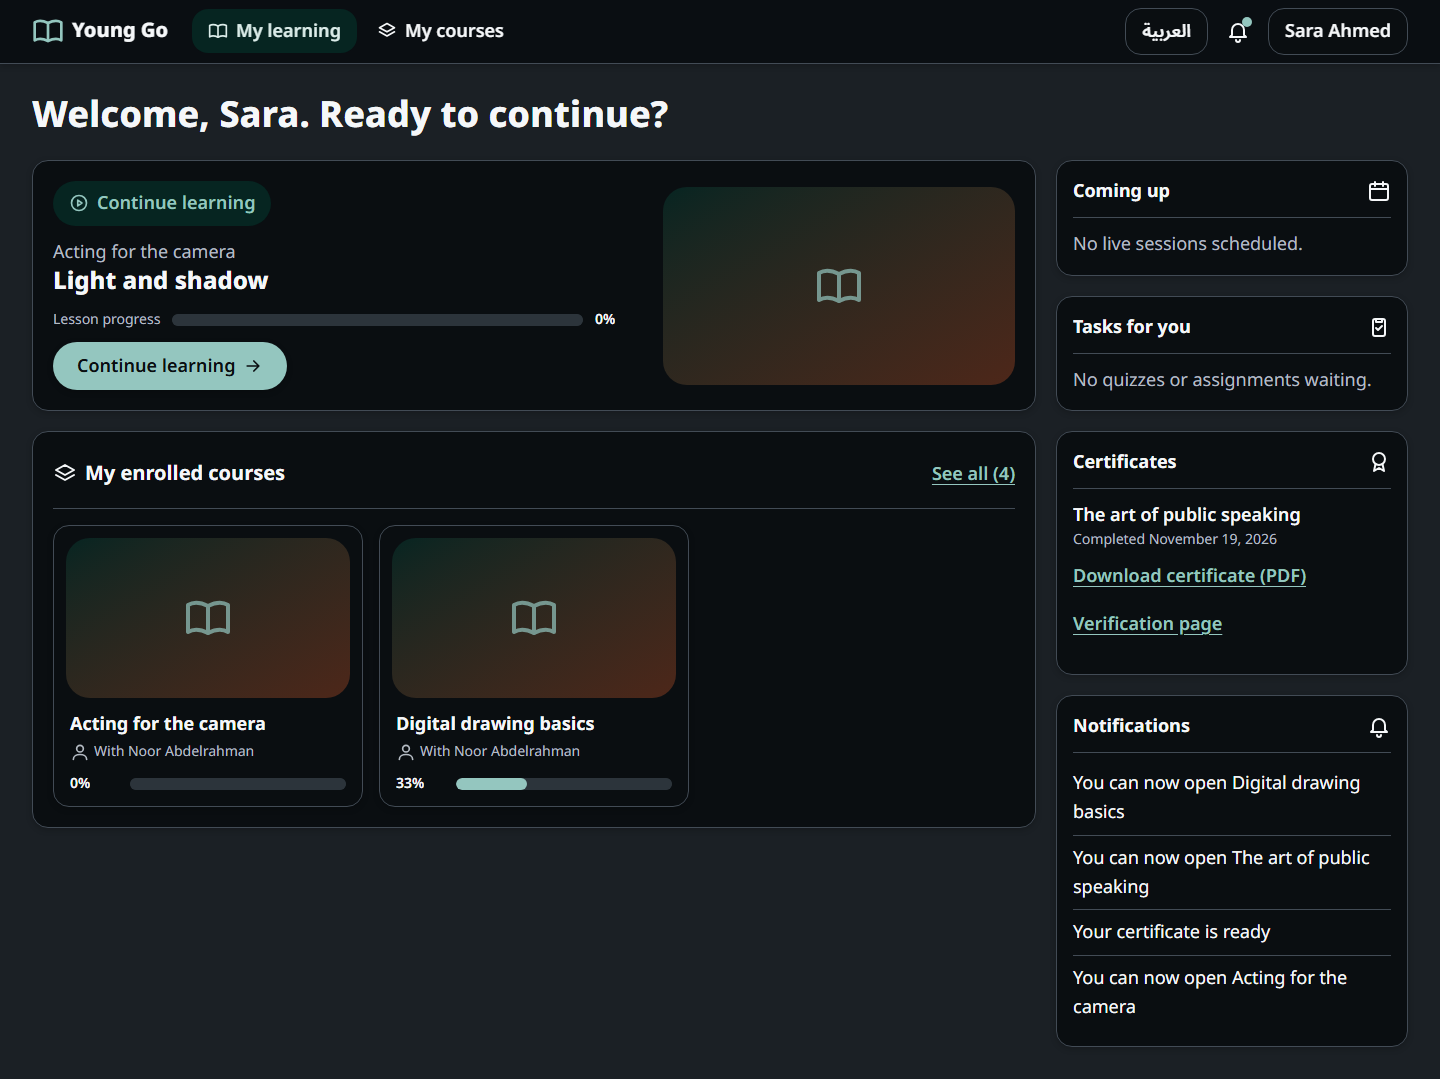 Young Go
My learning
My courses
العربية
Sara Ahmed
Welcome, Sara. Ready to continue?
Continue learning
Acting for the camera
Light and shadow
Lesson progress 0%
Continue learning →
My enrolled courses
See all (4)
Acting for the camera
With Noor Abdelrahman
0%
Digital drawing basics
With Noor Abdelrahman
33%
Coming up
No live sessions scheduled.
Tasks for you
No quizzes or assignments waiting.
Certificates
The art of public speaking
Completed November 19, 2026
Download certificate (PDF)
Verification page
Notifications
You can now open Digital drawing
basics
You can now open The art of public
speaking
Your certificate is ready
You can now open Acting for the
camera